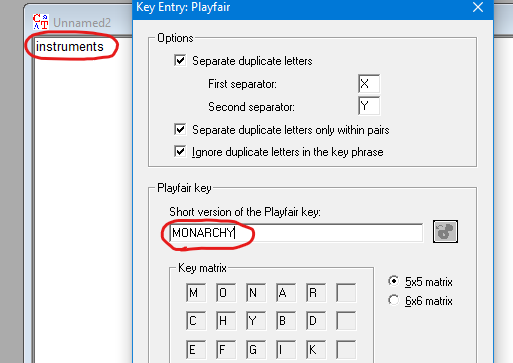 Key Entry: Playfair
Unnamed2
instruments
Options
Separate duplicate letters
First separator: X
Second separator: Y
Separate duplicate letters only within pairs
Ignore duplicate letters in the key phrase
Playfair key
Short version of the Playfair key:
MONARCHY
Key matrix
M O N A R
C H Y B D
E F G I K
5x5 matrix
6x6 matrix